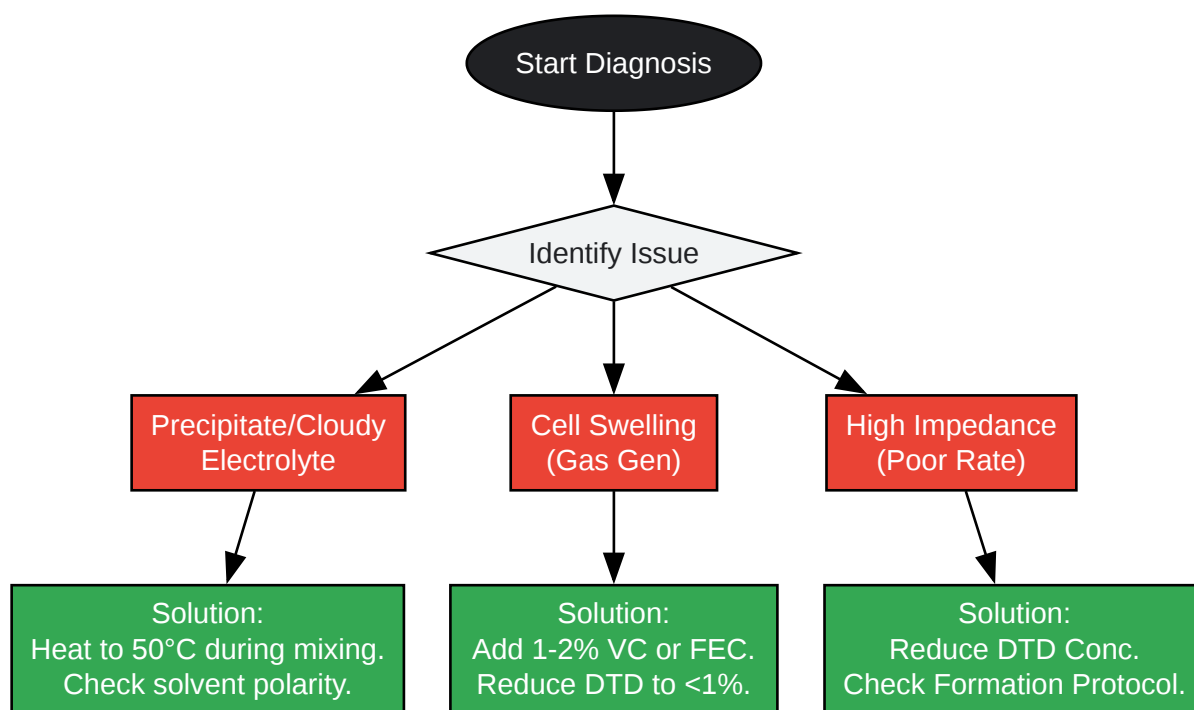 Start Diagnosis
Identify Issue
Precipitate/Cloudy
Electrolyte
Cell Swelling
(Gas Gen)
High Impedance
(Poor Rate)
Solution:
Heat to 50°C during mixing.
Check solvent polarity.
Solution:
Add 1-2% VC or FEC.
Reduce DTD to <1%.
Solution:
Reduce DTD Conc.
Check Formation Protocol.